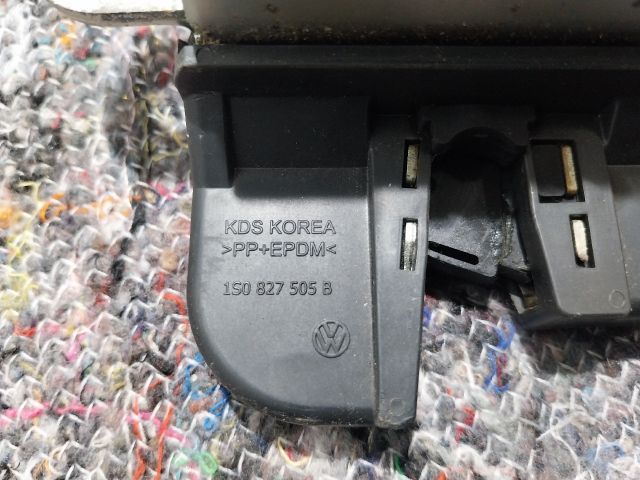 KDS KOREA
>PP+EPDM<
1S0 827 505 B